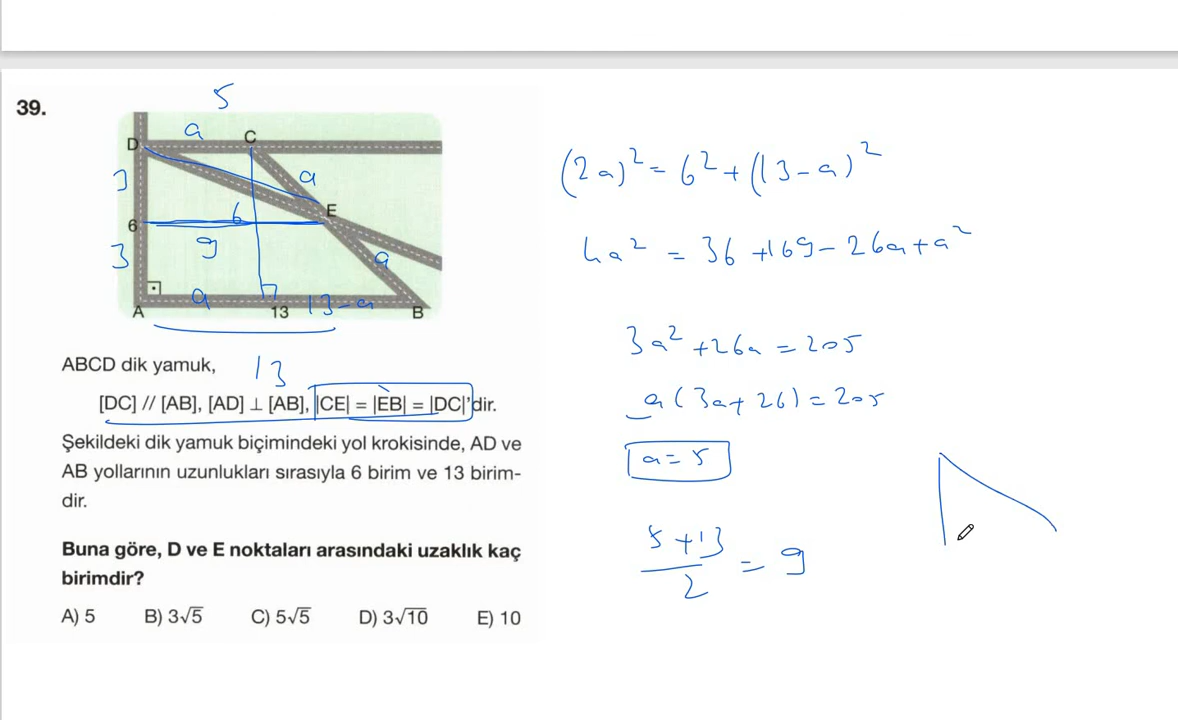 39.
5
D a C
3 a
6 6 E
9
3 a
A a 13 13-a B
13
(2a)² = 6² + (13-a)²
4a² = 36 + 169 - 26a + a²
3a² + 26a = 205
a(3a + 26) = 205
a = 5
5 + 13
2
= 9
ABCD dik yamuk,
[DC] // [AB], [AD] ⊥ [AB], |CE| = |EB| = |DC|'dir.
Şekildeki dik yamuk biçimindeki yol krokisinde, AD ve
AB yollarının uzunlukları sırasıyla 6 birim ve 13 birim-
dir.
Buna göre, D ve E noktaları arasındaki uzaklık kaç
birimdir?
A) 5 B) 3√5 C) 5√5 D) 3√10 E) 10